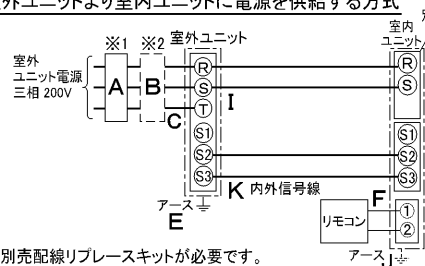 外ユニットより室内ユニットに電源を供給する方式
※1 ※2 室外ユニット 室内
ユニット
室外
ユニット電源
三相 200V
A B C
R
S
T
S1
S2
S3
I
R
S
S1
S2
S3
K 内外信号線
アース
E
リモコン
F
①
②
アース J
別売配線リプレースキットが必要です。